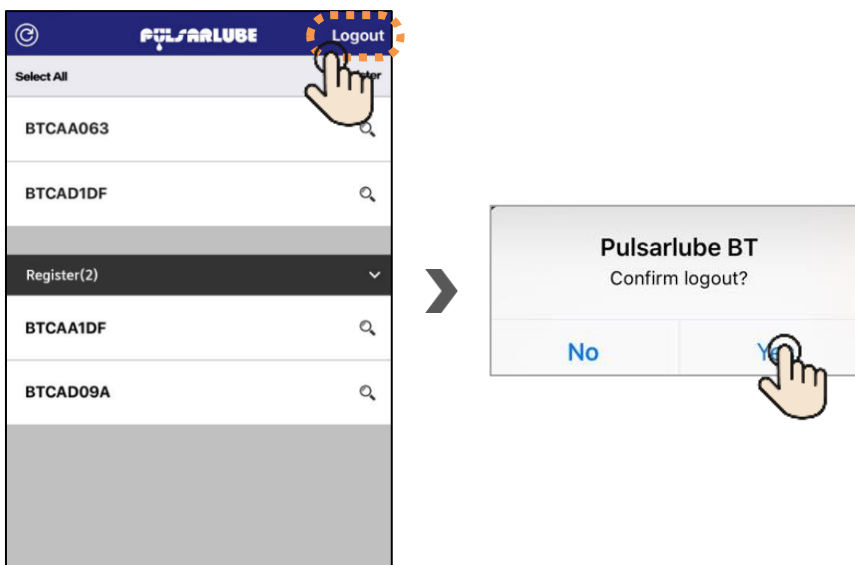 PULSARLUBE Logout
Select All
BTCAA063
BTCAD1DF
Register(2)
BTCAA1DF
BTCAD09A
Pulsarlube BT
Confirm logout?
No